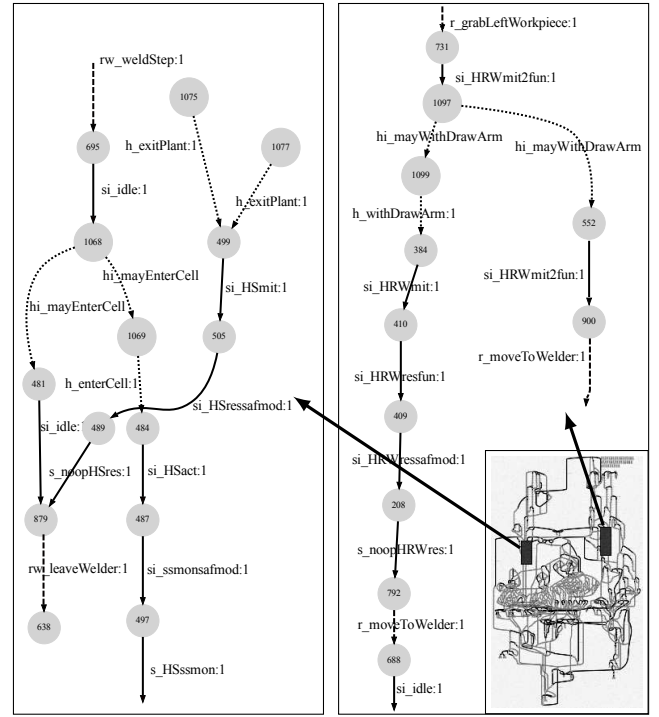 rw_weldStep:1
1075
h_exitPlant:1
1077
695
h_exitPlant:1
si_idle:1
1068
499
hi_mayEnterCell
si_HSmit:1
hi_mayEnterCell
1069
505
481
h_enterCell:1
si_HSressafmod:1
si_idle:1
489
484
s_noopHSres:1
si_HSact:1
879
487
rw_leaveWelder:1
si_ssmonsafmod:1
638
497
s_HSssmon:1
r_grabLeftWorkpiece:1
731
si_HRWmit2fun:1
1097
hi_mayWithDrawArm
hi_mayWithDrawArm
1099
h_withDrawArm:1
552
384
si_HRWmit:1
si_HRWmit2fun:1
410
900
si_HRWresfun:1
r_moveToWelder:1
409
si_HRWressafmod:1
208
s_noopHRWres:1
792
r_moveToWelder:1
688
si_idle:1